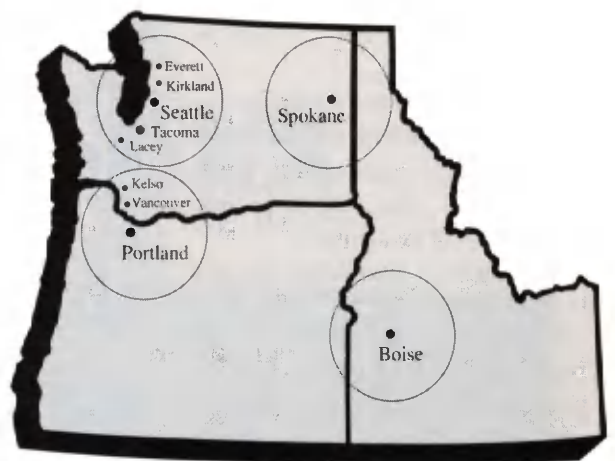 Everett
Kirkland
Seattle
Spokane
Tacoma
Lacey
Kelso
Vancouver
Portland
Boise